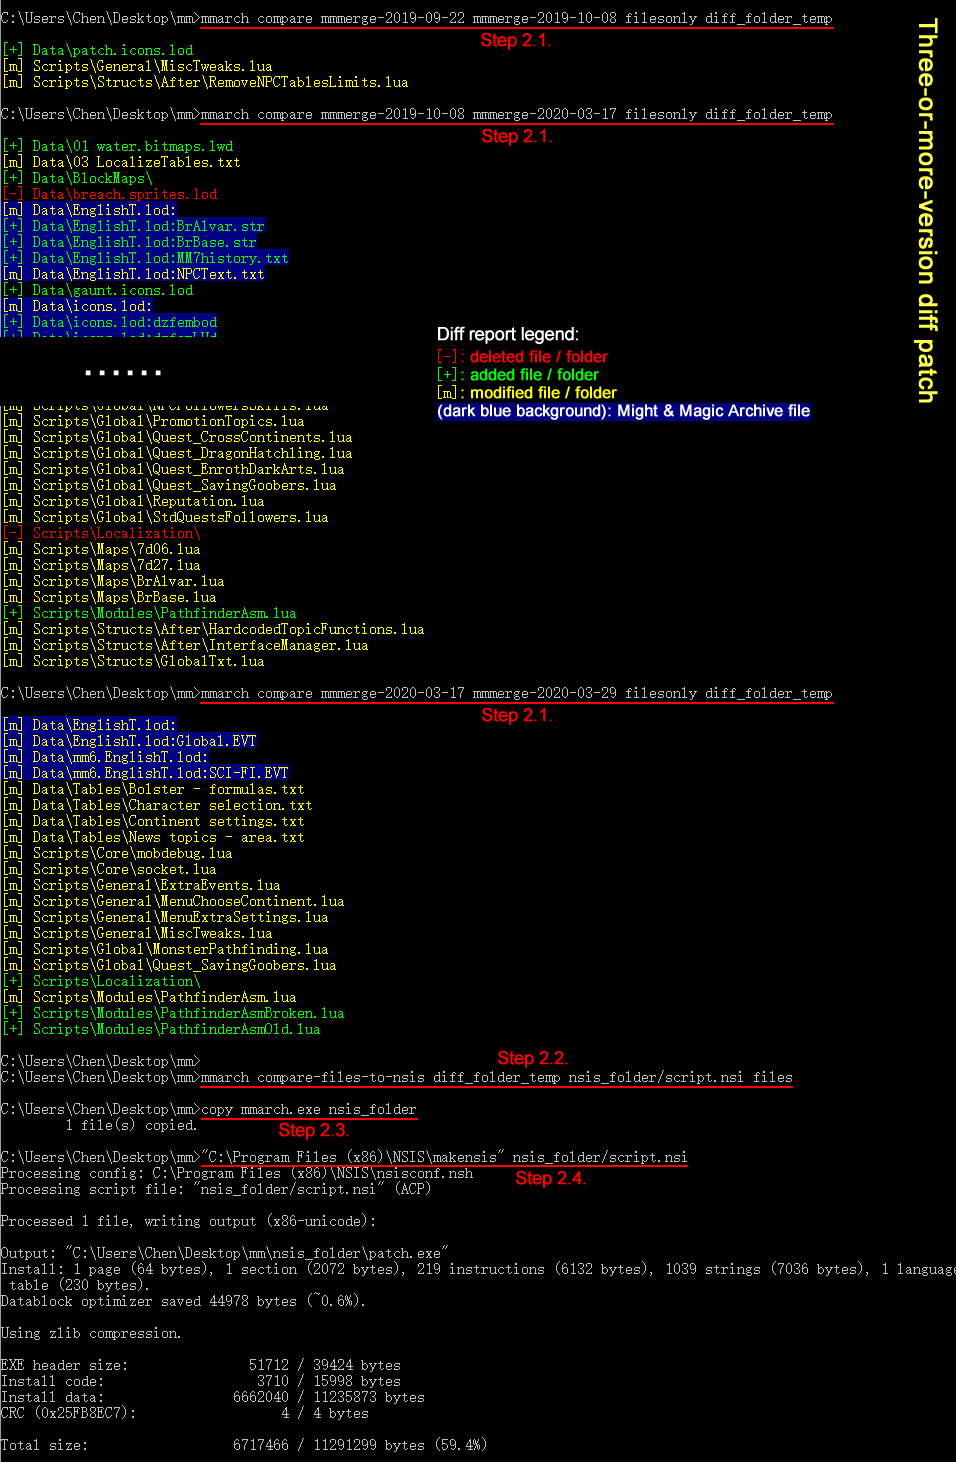 C:\Users\Chen\Desktop\mm>mmarch compare mmmerge-2019-09-22 mmmerge-2019-10-08 filesonly diff_folder_temp
Step 2.1.
[+] Data\patch.icons.lod
[m] Scripts\General\MiscTweaks.lua
[m] Scripts\Structs\After\RemoveNPCTablesLimits.lua
C:\Users\Chen\Desktop\mm>mmarch compare mmmerge-2019-10-08 mmmerge-2020-03-17 filesonly diff_folder_temp
Step 2.1.
[+] Data\01 water.bitmaps.lwd
[m] Data\03 LocalizeTables.txt
[+] Data\BlockMaps\
[-] Data\breach.sprites.lod
[m] Data\EnglishT.lod:
[+] Data\EnglishT.lod:BrAlvar.str
[+] Data\EnglishT.lod:BrBase.str
[+] Data\EnglishT.lod:MM7history.txt
[m] Data\EnglishT.lod:NPCText.txt
[+] Data\gaunt.icons.lod
[m] Data\icons.lod:
[+] Data\icons.lod:dzfembod
Three-or-more-version diff patch
Diff report legend:
[-]: deleted file / folder
[+]: added file / folder
[m]: modified file / folder
(dark blue background): Might & Magic Archive file
......
[m] Scripts\Global\NPCFollowersSkills.lua
[m] Scripts\Global\PromotionTopics.lua
[m] Scripts\Global\Quest_CrossContinents.lua
[m] Scripts\Global\Quest_DragonHatchling.lua
[m] Scripts\Global\Quest_EnrothDarkArts.lua
[m] Scripts\Global\Quest_SavingGoobers.lua
[m] Scripts\Global\Reputation.lua
[m] Scripts\Global\StdQuestsFollowers.lua
[-] Scripts\Localization\
[m] Scripts\Maps\7d06.lua
[m] Scripts\Maps\7d27.lua
[m] Scripts\Maps\BrAlvar.lua
[m] Scripts\Maps\BrBase.lua
[+] Scripts\Modules\PathfinderAsm.lua
[m] Scripts\Structs\After\HardcodedTopicFunctions.lua
[m] Scripts\Structs\After\InterfaceManager.lua
[m] Scripts\Structs\GlobalTxt.lua
C:\Users\Chen\Desktop\mm>mmarch compare mmmerge-2020-03-17 mmmerge-2020-03-29 filesonly diff_folder_temp
Step 2.1.
[m] Data\EnglishT.lod:
[m] Data\EnglishT.lod:Global.EVT
[m] Data\mm6.EnglishT.lod:
[m] Data\mm6.EnglishT.lod:SCI-FI.EVT
[m] Data\Tables\Bolster - formulas.txt
[m] Data\Tables\Character selection.txt
[m] Data\Tables\Continent settings.txt
[m] Data\Tables\News topics - area.txt
[m] Scripts\Core\mobdebug.lua
[m] Scripts\Core\socket.lua
[m] Scripts\General\ExtraEvents.lua
[m] Scripts\General\MenuChooseContinent.lua
[m] Scripts\General\MenuExtraSettings.lua
[m] Scripts\General\MiscTweaks.lua
[m] Scripts\Global\MonsterPathfinding.lua
[m] Scripts\Global\Quest_SavingGoobers.lua
[+] Scripts\Localization\
[m] Scripts\Modules\PathfinderAsm.lua
[+] Scripts\Modules\PathfinderAsmBroken.lua
[+] Scripts\Modules\PathfinderAsmOld.lua
C:\Users\Chen\Desktop\mm>
Step 2.2.
C:\Users\Chen\Desktop\mm>mmarch compare-files-to-nsis diff_folder_temp nsis_folder/script.nsi files
C:\Users\Chen\Desktop\mm>copy mmarch.exe nsis_folder
1 file(s) copied.
Step 2.3.
C:\Users\Chen\Desktop\mm>"C:\Program Files (x86)\NSIS\makensis" nsis_folder/script.nsi
Processing config: C:\Program Files (x86)\NSIS\nsisconf.nsh
Step 2.4.
Processing script file: "nsis_folder/script.nsi" (ACP)
Processed 1 file, writing output (x86-unicode):
Output: "C:\Users\Chen\Desktop\mm\nsis_folder\patch.exe"
Install: 1 page (64 bytes), 1 section (2072 bytes), 219 instructions (6132 bytes), 1039 strings (7036 bytes), 1 language
table (230 bytes).
Datablock optimizer saved 44978 bytes (~0.6%).
Using zlib compression.
EXE header size: 51712 / 39424 bytes
Install code: 3710 / 15998 bytes
Install data: 6662040 / 11235873 bytes
CRC (0x25FB8EC7): 4 / 4 bytes
Total size: 6717466 / 11291299 bytes (59.4%)